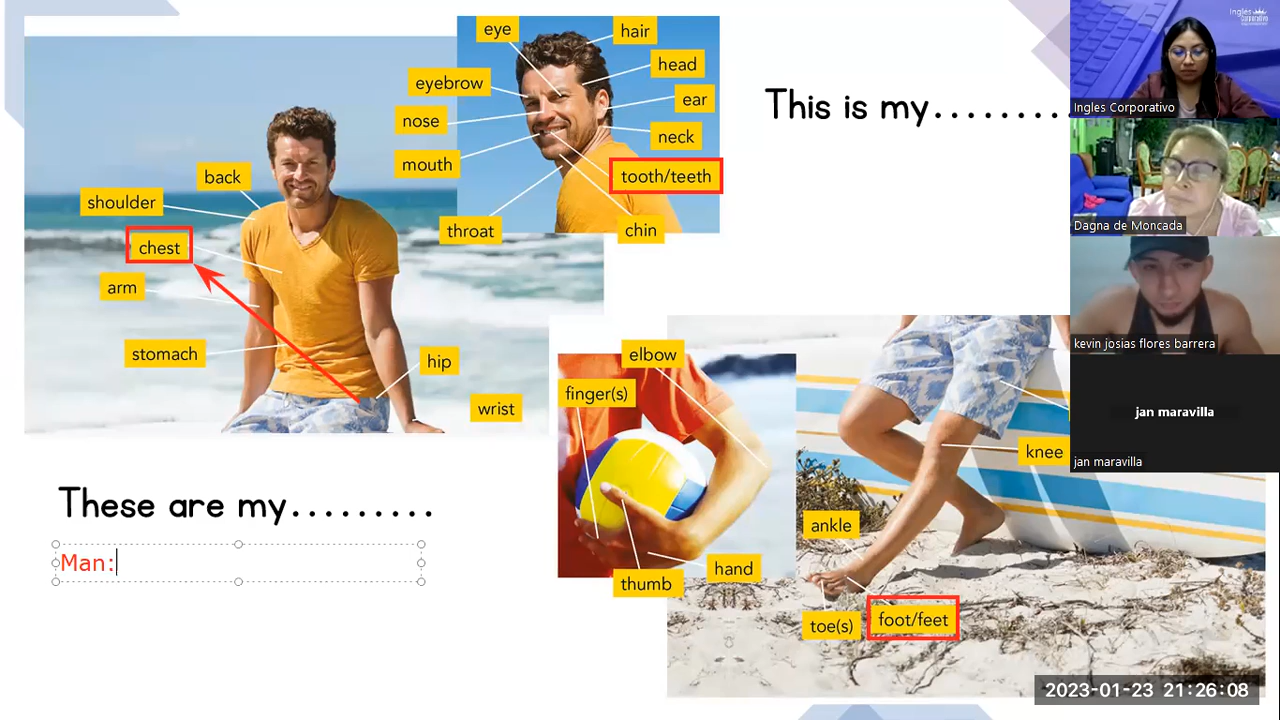 eye
hair
head
eyebrow
ear
nose
neck
mouth
tooth/teeth
throat
chin
back
shoulder
chest
arm
stomach
hip
wrist
This is my.........
These are my.........
Man:
elbow
finger(s)
thumb
hand
knee
ankle
toe(s)
foot/feet
Inglés
Corporativo
Ingles Corporativo
Dagna de Moncada
kevin josias flores barrera
jan maravilla
jan maravilla
2023-01-23 21:26:08